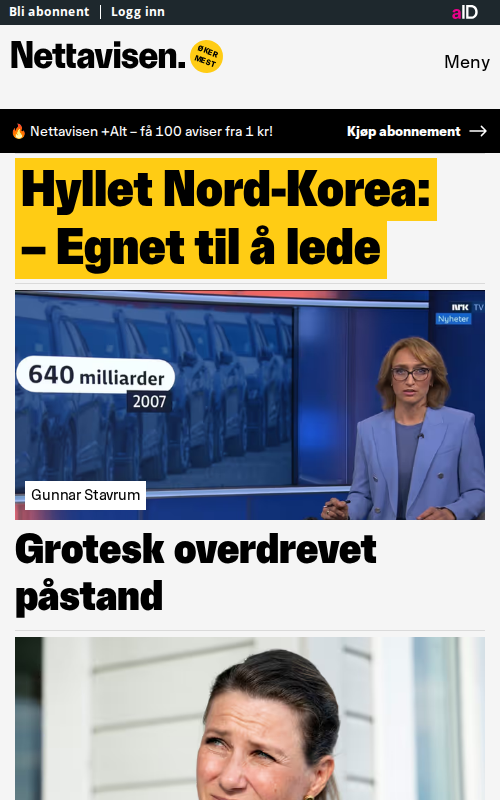 Bli abonnent
Logg inn
aID
Nettavisen.
ØKER
MEST
Meny
🔥 Nettavisen +Alt – få 100 aviser fra 1 kr!
Kjøp abonnement →
Hyllet Nord-Korea:
– Egnet til å lede
NRK TV
Nyheter
640 milliarder
2007
Gunnar Stavrum
Grotesk overdrevet
påstand